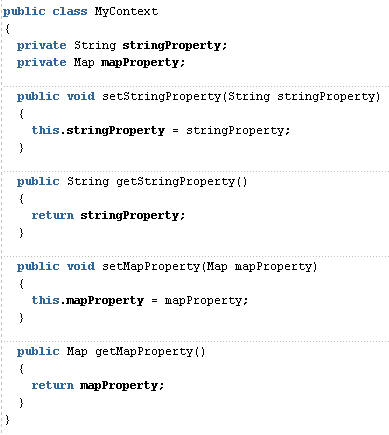 public class MyContext
{
private String stringProperty;
private Map mapProperty;
public void setStringProperty(String stringProperty)
{
this.stringProperty = stringProperty;
}
public String getStringProperty()
{
return stringProperty;
}
public void setMapProperty(Map mapProperty)
{
this.mapProperty = mapProperty;
}
public Map getMapProperty()
{
return mapProperty;
}
}